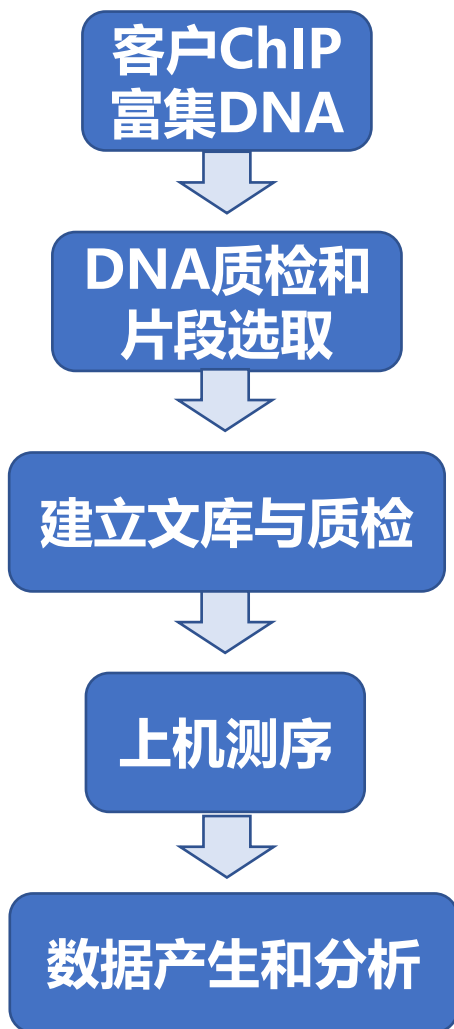 客户ChIP
富集DNA
DNA质检和
片段选取
建立文库与质检
上机测序
数据产生和分析